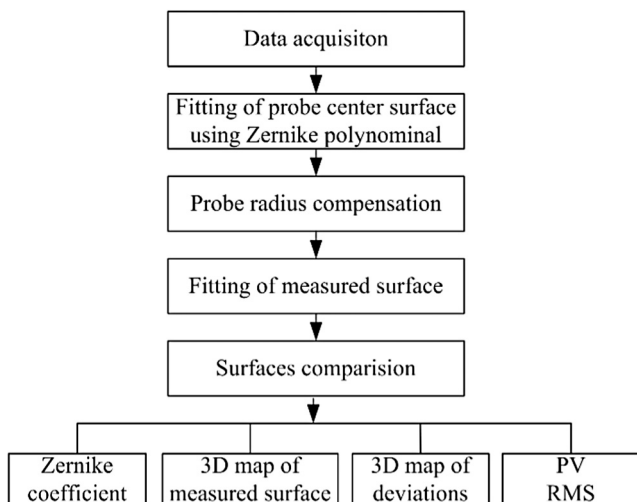 Data acquisiton
Fitting of probe center surface
using Zernike polynominal
Probe radius compensation
Fitting of measured surface
Surfaces comparision
Zernike
coefficient
3D map of
measured surface
3D map of
deviations
PV
RMS